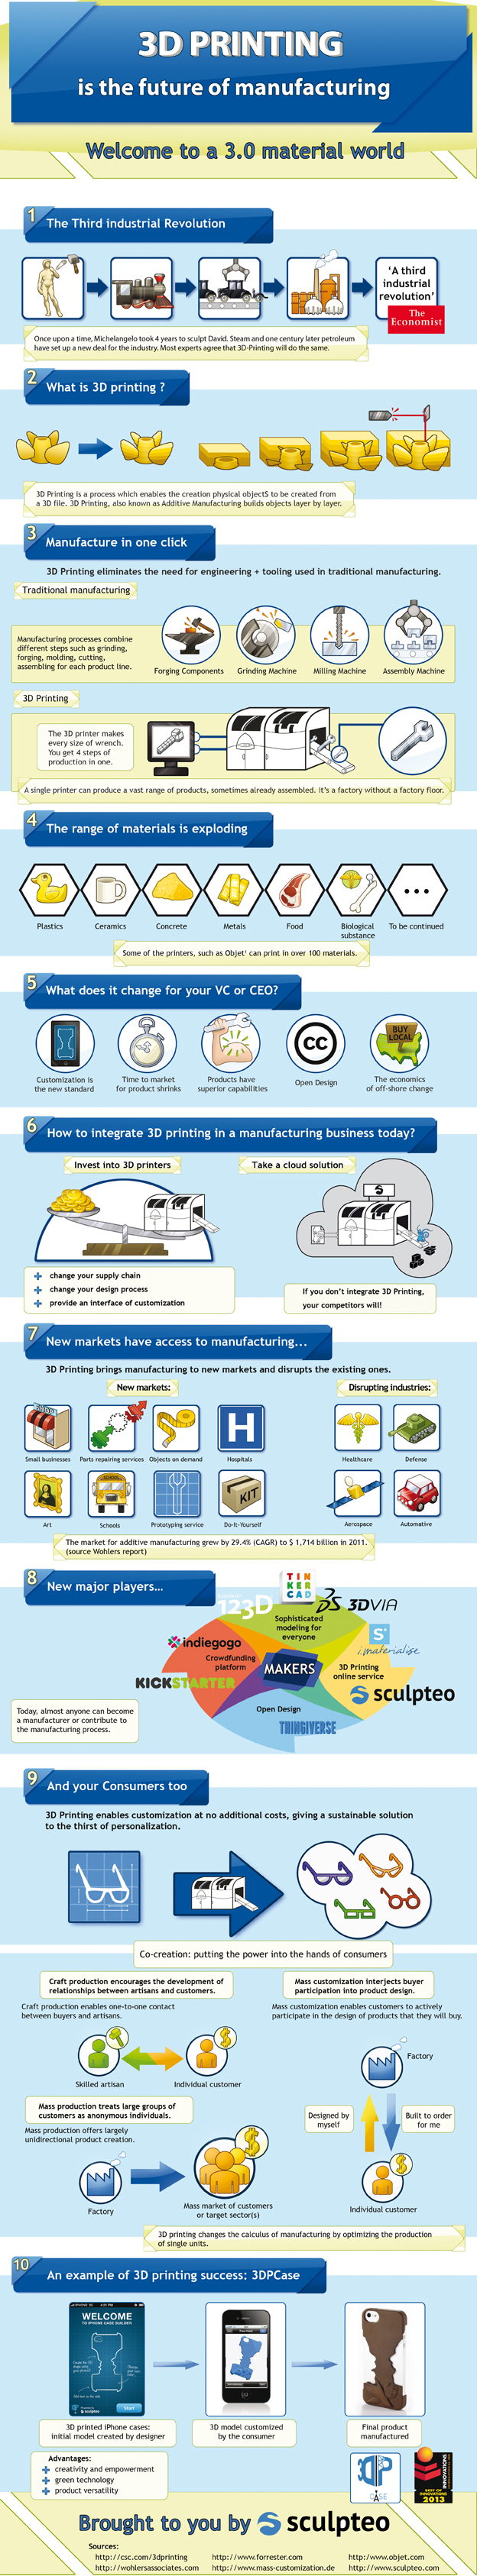 3D PRINTING
is the future of manufacturing
Welcome to a 3.0 material world
1 The Third industrial Revolution
'A third
industrial
revolution'
The
Economist
Once upon a time, Michelangelo took 4 years to sculpt David. Steam and one century later petroleum
have set up a new deal for the industry. Most experts agree that 3D-Printing will do the same.
2 What is 3D printing ?
3D Printing is a process which enables the creation physical objectS to be created from
a 3D file. 3D Printing, also known as Additive Manufacturing builds objects layer by layer.
3 Manufacture in one click
3D Printing eliminates the need for engineering + tooling used in traditional manufacturing.
Traditional manufacturing
Manufacturing processes combine
different steps such as grinding,
forging, molding, cutting,
assembling for each product line.
Forging Components
Grinding Machine
Milling Machine
Assembly Machine
3D Printing
The 3D printer makes
every size of wrench.
You get 4 steps of
production in one.
A single printer can produce a vast range of products, sometimes already assembled. It's a factory without a factory floor.
4 The range of materials is exploding
Plastics
Ceramics
Concrete
Metals
Food
Biological
substance
To be continued
Some of the printers, such as Objet' can print in over 100 materials.
5 What does it change for your VC or CEO?
CC
BUY
LOCAL
Customization is
the new standard
Time to market
for product shrinks
Products have
superior capabilities
Open Design
The economics
of off-shore change
6 How to integrate 3D printing in a manufacturing business today?
Invest into 3D printers
Take a cloud solution
change your supply chain
change your design process
provide an interface of customization
If you don't integrate 3D Printing,
your competitors will!
7 New markets have access to manufacturing...
3D Printing brings manufacturing to new markets and disrupts the existing ones.
New markets:
Disrupting industries:
H
Small businesses
Parts repairing services
Objects on demand
Hospitals
Healthcare
Defense
SCHOOL
KIT
Art
Schools
Prototyping service
Do-It-Yourself
Aerospace
Automative
The market for additive manufacturing grew by 29.4% (CAGR) to $ 1,714 billion in 2011.
(source Wohlers report)
8 New major players...
123D
TIN
KER
CAD
3DVIA
Sophisticated
modeling for
everyone
i.materialise
indiegogo
Crowdfunding
platform
KICKSTARTER
MAKERS
3D Printing
online service
sculpteo
Open Design
THINGIVERSE
Today, almost anyone can become
a manufacturer or contribute to
the manufacturing process.
9 And your Consumers too
3D Printing enables customization at no additional costs, giving a sustainable solution
to the thirst of personalization.
Co-creation: putting the power into the hands of consumers
Craft production encourages the development of
relationships between artisans and customers.
Craft production enables one-to-one contact
between buyers and artisans.
Skilled artisan
Individual customer
Mass production treats large groups of
customers as anonymous individuals.
Mass production offers largely
unidirectional product creation.
Factory
Mass market of customers
or target sector(s)
Mass customization interjects buyer
participation into product design.
Mass customization enables customers to actively
participate in the design of products that they will buy.
Factory
Designed by
myself
Built to order
for me
Individual customer
3D printing changes the calculus of manufacturing by optimizing the production
of single units.
10 An example of 3D printing success: 3DPCase
WELCOME
TO IPHONE CASE BUILDER
Start
sculpteo
3D printed iPhone cases:
initial model created by designer
3D model customized
by the consumer
Final product
manufactured
Advantages:
creativity and empowerment
green technology
product versatility
3DP
CASE
INNOVATIONS
BEST OF
INNOVATIONS
2013
Brought to you by sculpteo
Sources:
http://csc.com/3dprinting
http://www.forrester.com
http://www.objet.com
http://wohlersassociates.com
http://www.mass-customization.de
http://www.sculpteo.com